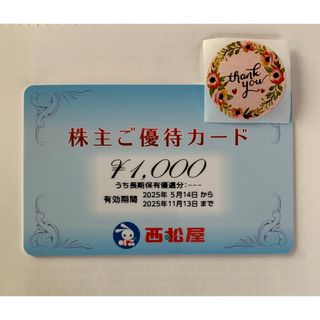 thank
you
株主ご優待カード
¥1,000
うち長期保有優遇分:---
有効期間
2025年 5月14日 から
2025年11月13日 まで
西松屋